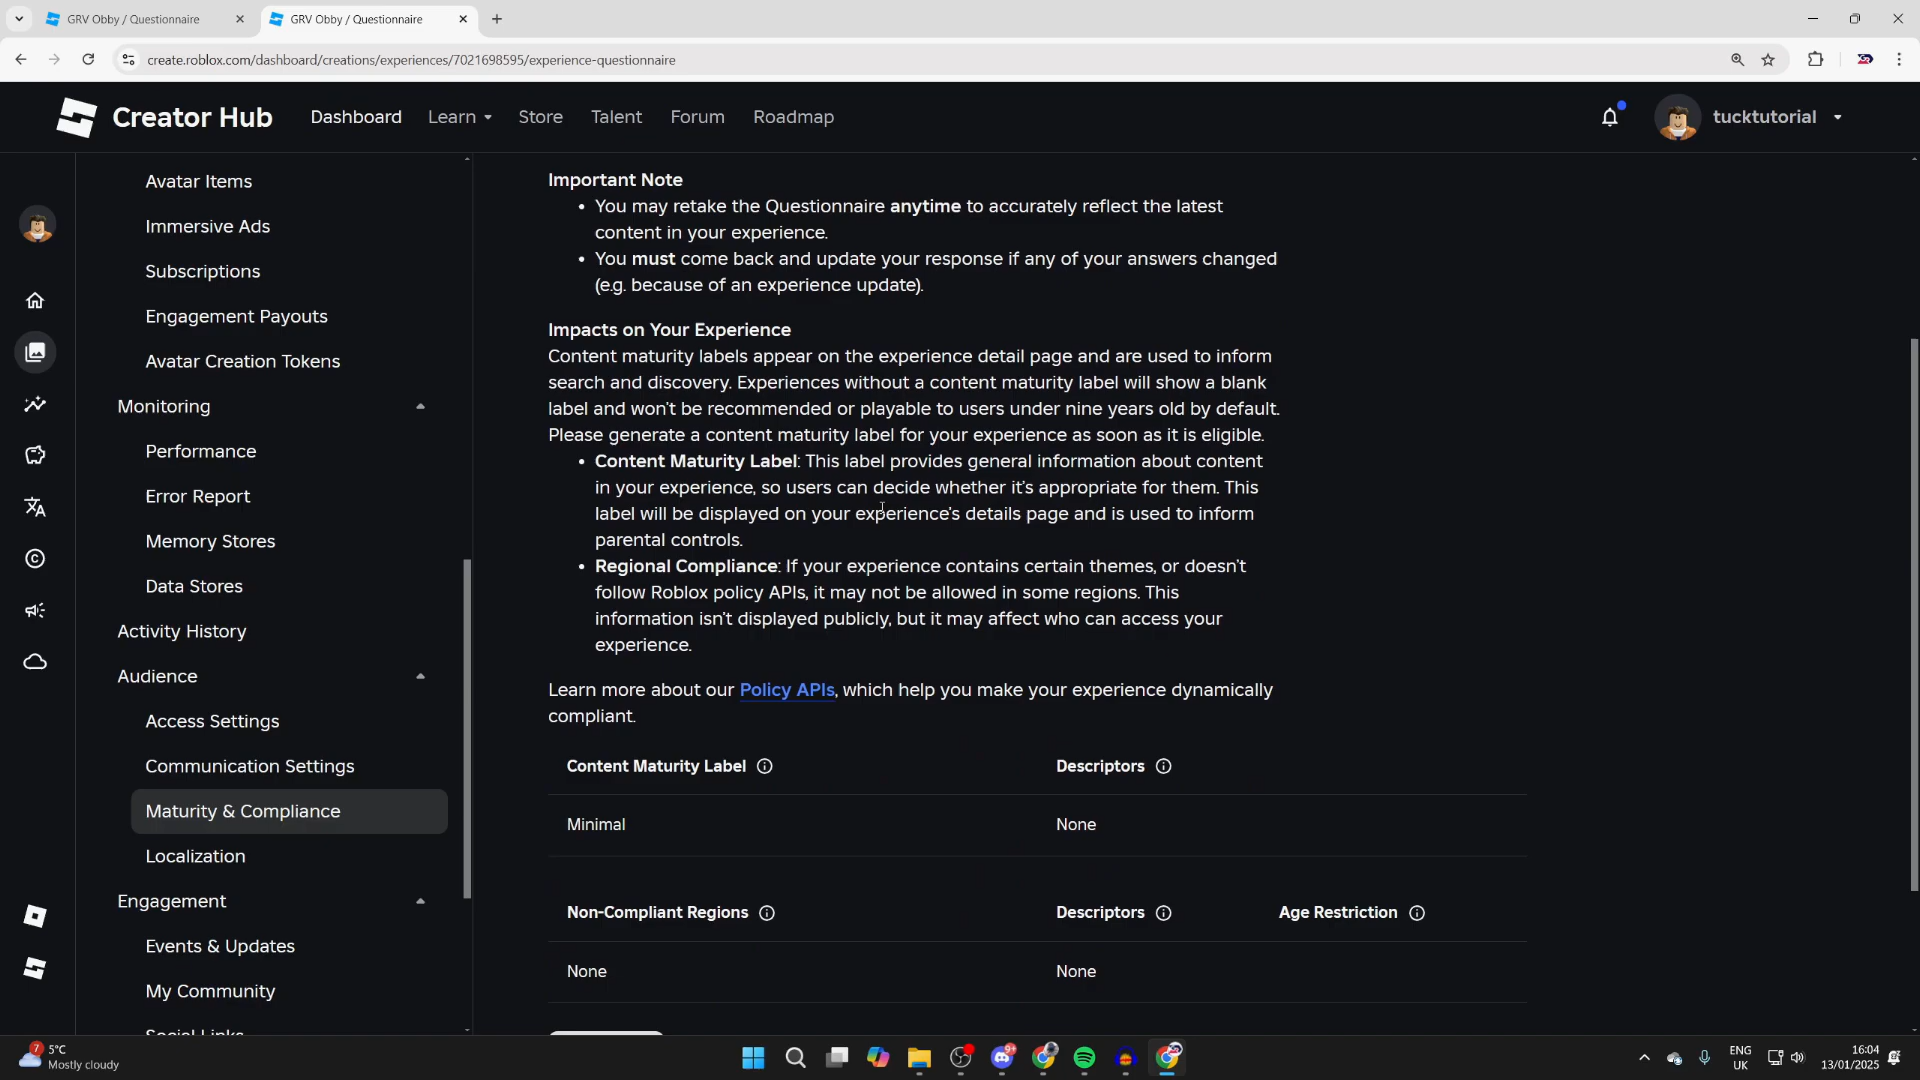 GRV Obby / Questionnaire
GRV Obby / Questionnaire
create.roblox.com/dashboard/creations/experiences/7021698595/experience-questionnaire
Creator Hub
Dashboard
Learn
Store
Talent
Forum
Roadmap
tucktutorial
Avatar Items
Immersive Ads
Subscriptions
Engagement Payouts
Avatar Creation Tokens
Monitoring
Performance
Error Report
Memory Stores
Data Stores
Activity History
Audience
Access Settings
Communication Settings
Maturity & Compliance
Localization
Engagement
Events & Updates
My Community
Social Links
Important Note
• You may retake the Questionnaire anytime to accurately reflect the latest
content in your experience.
• You must come back and update your response if any of your answers changed
(e.g. because of an experience update).
Impacts on Your Experience
Content maturity labels appear on the experience detail page and are used to inform
search and discovery. Experiences without a content maturity label will show a blank
label and won't be recommended or playable to users under nine years old by default.
Please generate a content maturity label for your experience as soon as it is eligible.
• Content Maturity Label: This label provides general information about content
in your experience, so users can decide whether it's appropriate for them. This
label will be displayed on your experience's details page and is used to inform
parental controls.
• Regional Compliance: If your experience contains certain themes, or doesn't
follow Roblox policy APIs, it may not be allowed in some regions. This
information isn't displayed publicly, but it may affect who can access your
experience.
Learn more about our Policy APIs, which help you make your experience dynamically
compliant.
Content Maturity Label
Descriptors
Minimal
None
Non-Compliant Regions
Descriptors
Age Restriction
None
None
7
5°C
Mostly cloudy
9+
ENG
UK
16:04
13/01/2025